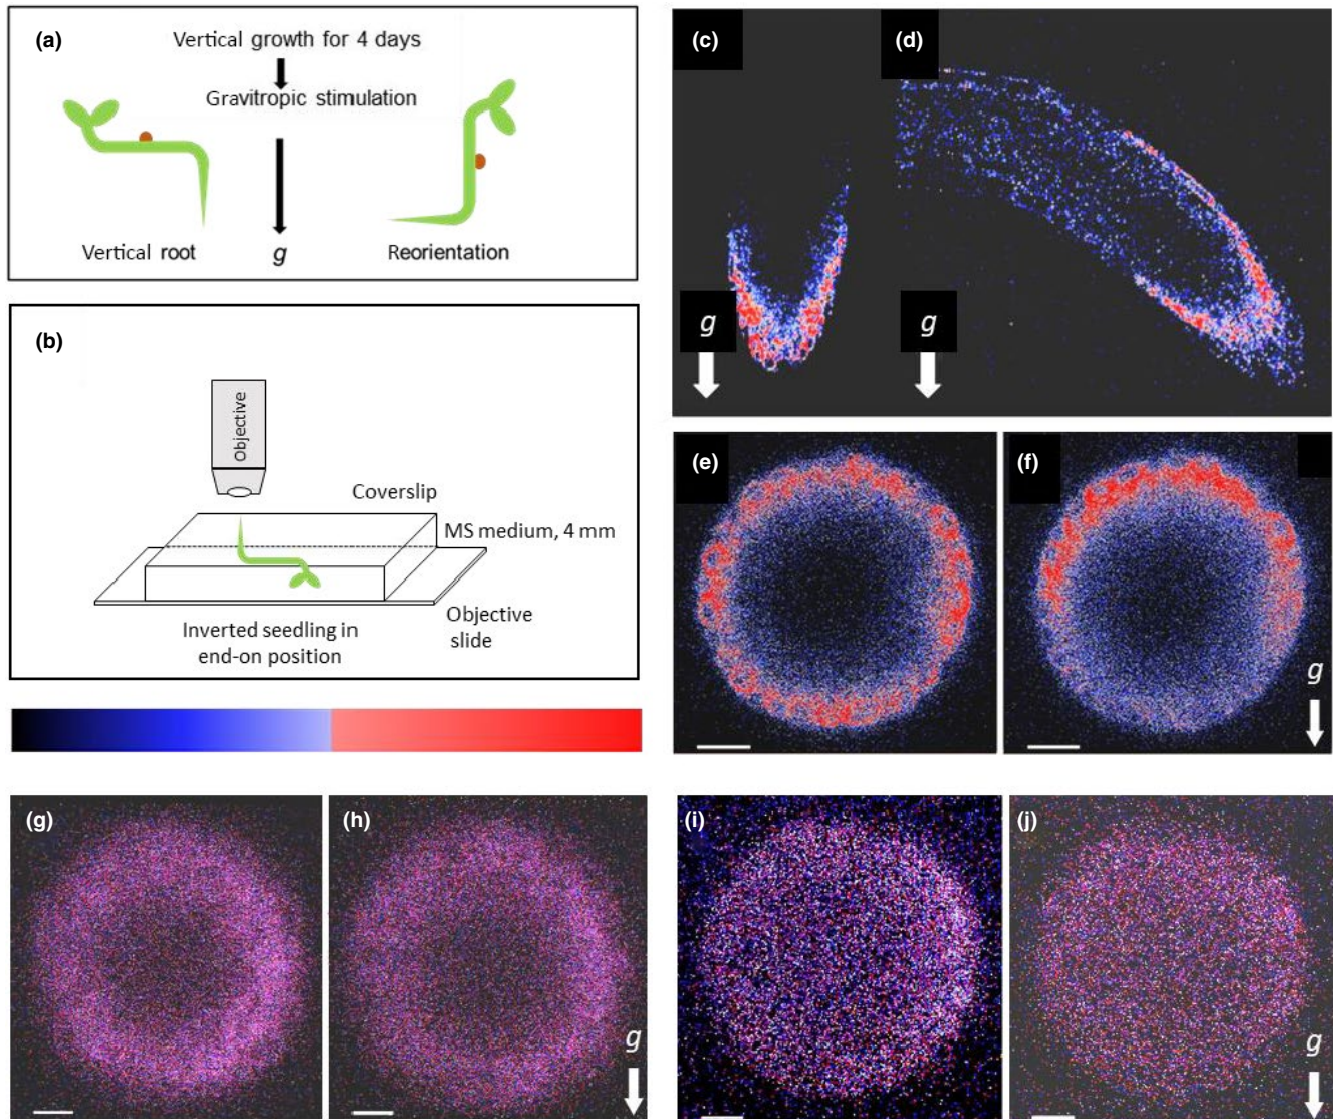 (a)
Vertical growth for 4 days
Gravitropic stimulation
Vertical root
g
Reorientation
(b)
Objective
Coverslip
MS medium, 4 mm
Objective
slide
Inverted seedling in
end-on position
(c)
g
(d)
g
(e)
(f)
g
(g)
(h)
g
(i)
(j)
g